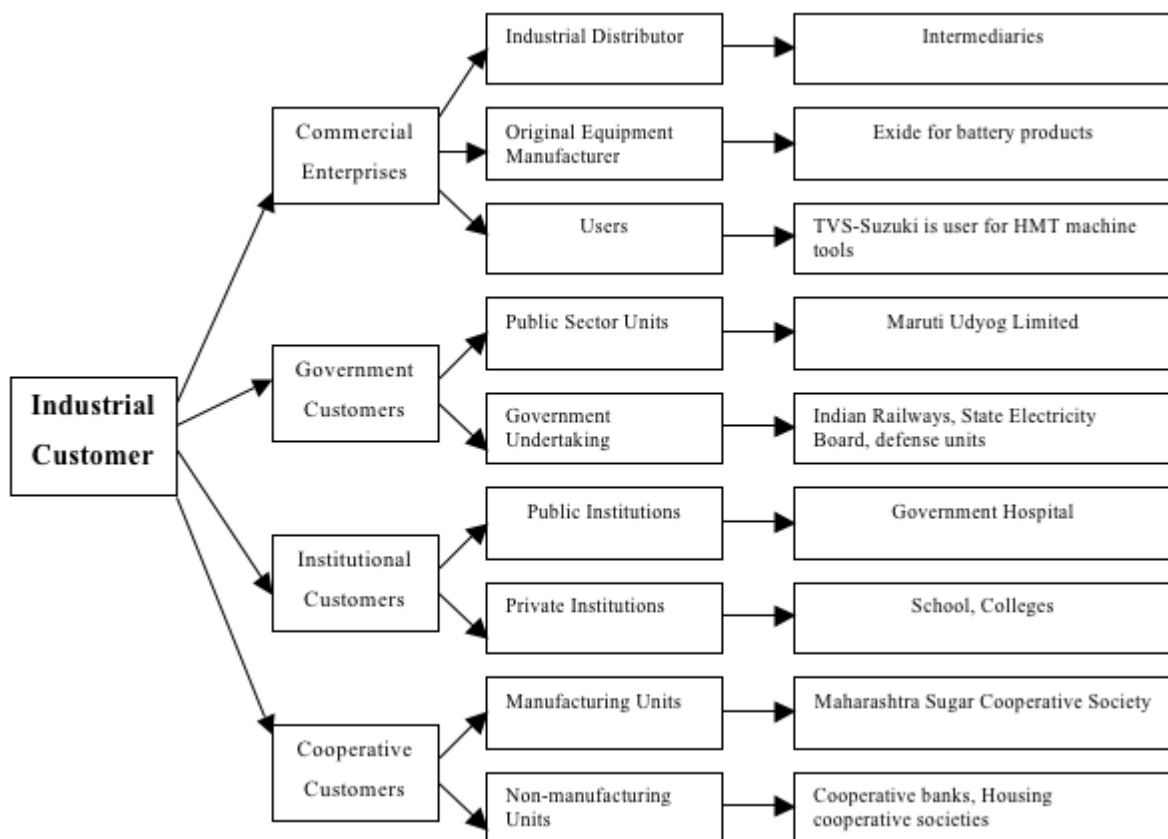 Industrial
Customer
Commercial
Enterprises
Industrial Distributor
Intermediaries
Original Equipment
Manufacturer
Exide for battery products
Users
TVS-Suzuki is user for HMT machine
tools
Government
Customers
Public Sector Units
Maruti Udyog Limited
Government
Undertaking
Indian Railways, State Electricity
Board, defense units
Institutional
Customers
Public Institutions
Government Hospital
Private Institutions
School, Colleges
Cooperative
Customers
Manufacturing Units
Maharashtra Sugar Cooperative Society
Non-manufacturing
Units
Cooperative banks, Housing
cooperative societies